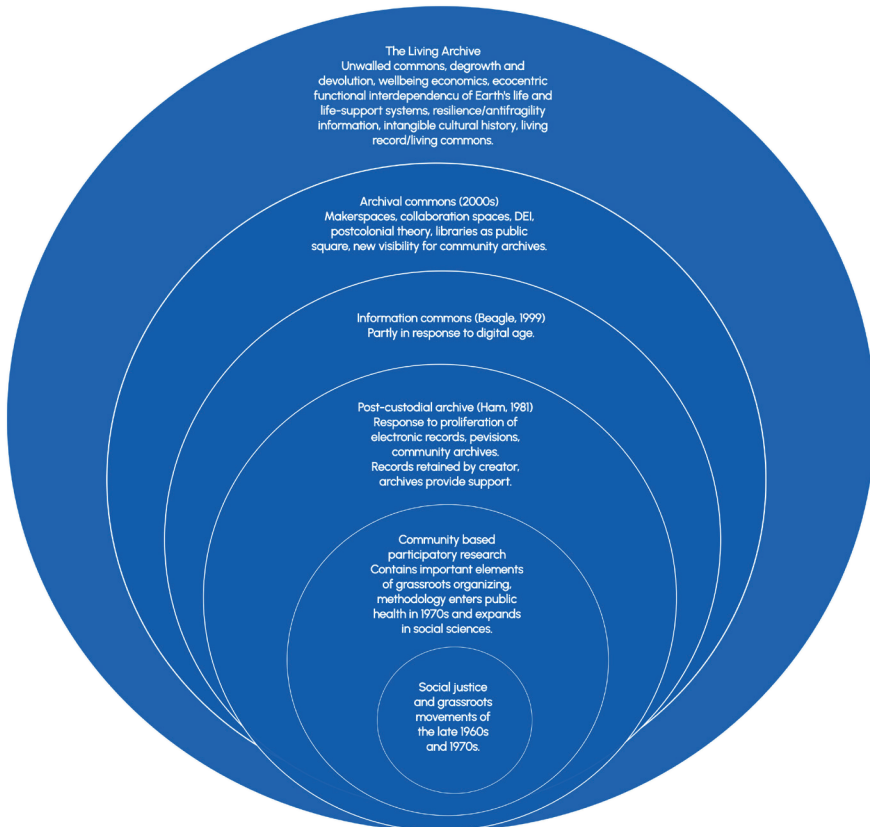 The Living Archive
Unwalled commons, degrowth and
devolution, wellbeing economics, ecocentric
functional interdependencu of Earth's life and
life-support systems, resilience/antifragility
information, intangible cultural history, living
record/living commons.
Archival commons (2000s)
Makerspaces, collaboration spaces, DEI,
postcolonial theory, libraries as public
square, new visibility for community archives.
Information commons (Beagle, 1999)
Partly in response to digital age.
Post-custodial archive (Ham, 1981)
Response to proliferation of
electronic records, pevisions,
community archives.
Records retained by creator,
archives provide support.
Community based
participatory research
Contains important elements
of grassroots organizing,
methodology enters public
health in 1970s and expands
in social sciences.
Social justice
and grassroots
movements of
the late 1960s
and 1970s.